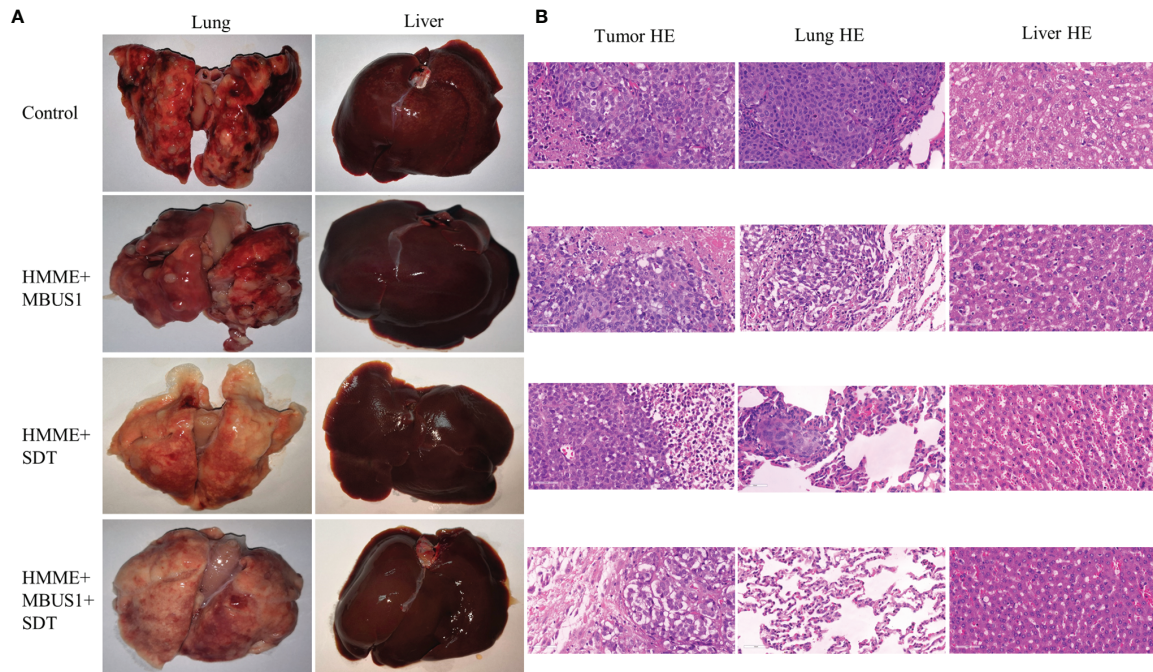 A
Lung
Liver
B
Tumor HE
Lung HE
Liver HE
Control
HMME+
MBUS1
HMME+
SDT
HMME+
MBUS1+
SDT